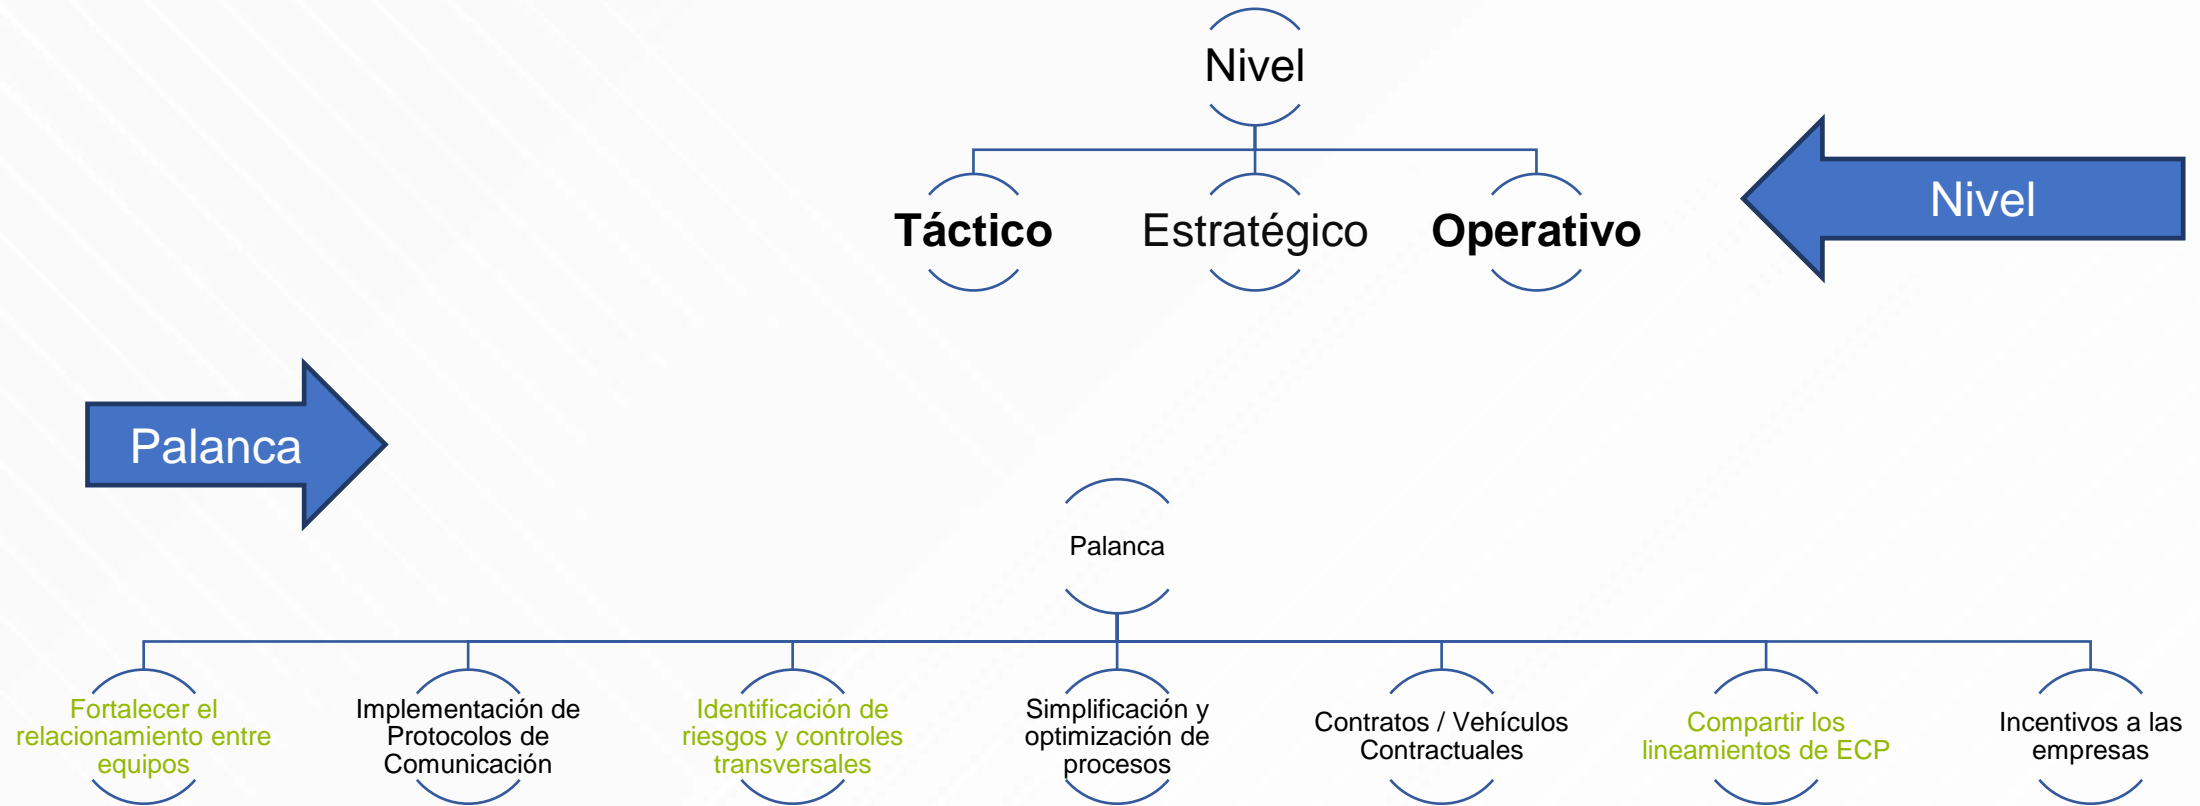 Nivel
Táctico
Estratégico
Operativo
Nivel
Palanca
Palanca
Fortalecer el
relacionamiento entre
equipos
Implementación de
Protocolos de
Comunicación
Identificación de
riesgos y controles
transversales
Simplificación y
optimización de
procesos
Contratos / Vehículos
Contractuales
Compartir los
lineamientos de ECP
Incentivos a las
empresas